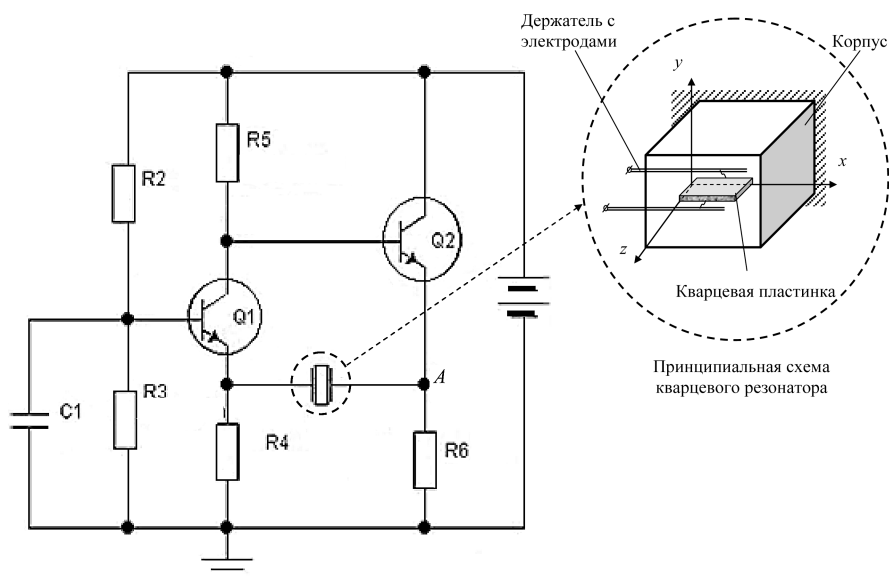 Держатель с
электродами
Корпус
y
x
z
Кварцевая пластинка
Принципиальная схема
кварцевого резонатора
R5
R2
Q2
Q1
A
R3
C1
R4
R6